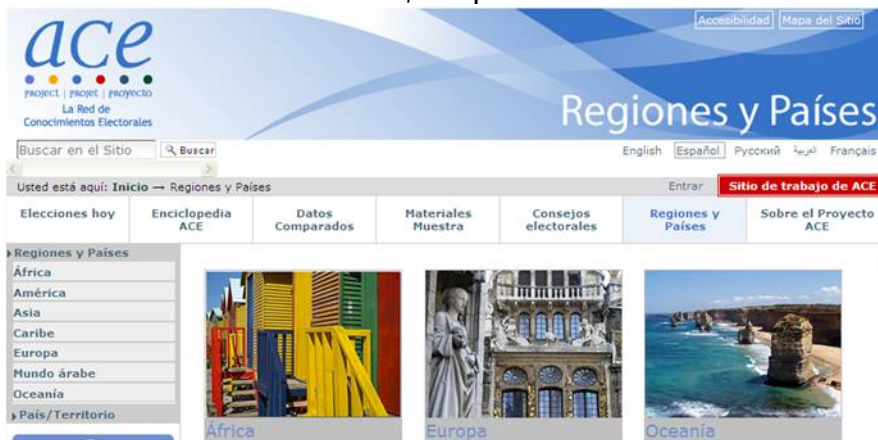 Accesibilidad Mapa del Sitio
ace
PROJECT | PROJET | PROYECTO
La Red de
Conocimientos Electorales
Regiones y Países
Buscar en el Sitio Buscar
English Español Русский العربية Français
Usted está aquí: Inicio → Regiones y Países Entrar Sitio de trabajo de ACE
Elecciones hoy Enciclopedia ACE Datos Comparados Materiales Muestra Consejos electorales Regiones y Países Sobre el Proyecto ACE
Regiones y Países
África
América
Asia
Caribe
Europa
Mundo árabe
Oceanía
País/Territorio
África Europa Oceanía